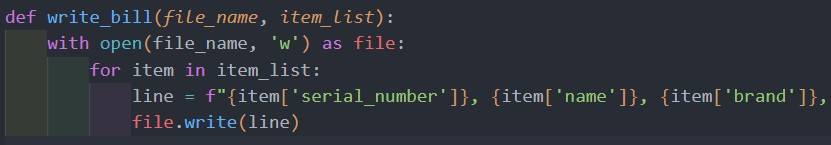 def write_bill(file_name, item_list):
    with open(file_name, 'w') as file:
        for item in item_list:
            line = f"{item['serial_number']}, {item['name']}, {item['brand']},
            file.write(line)